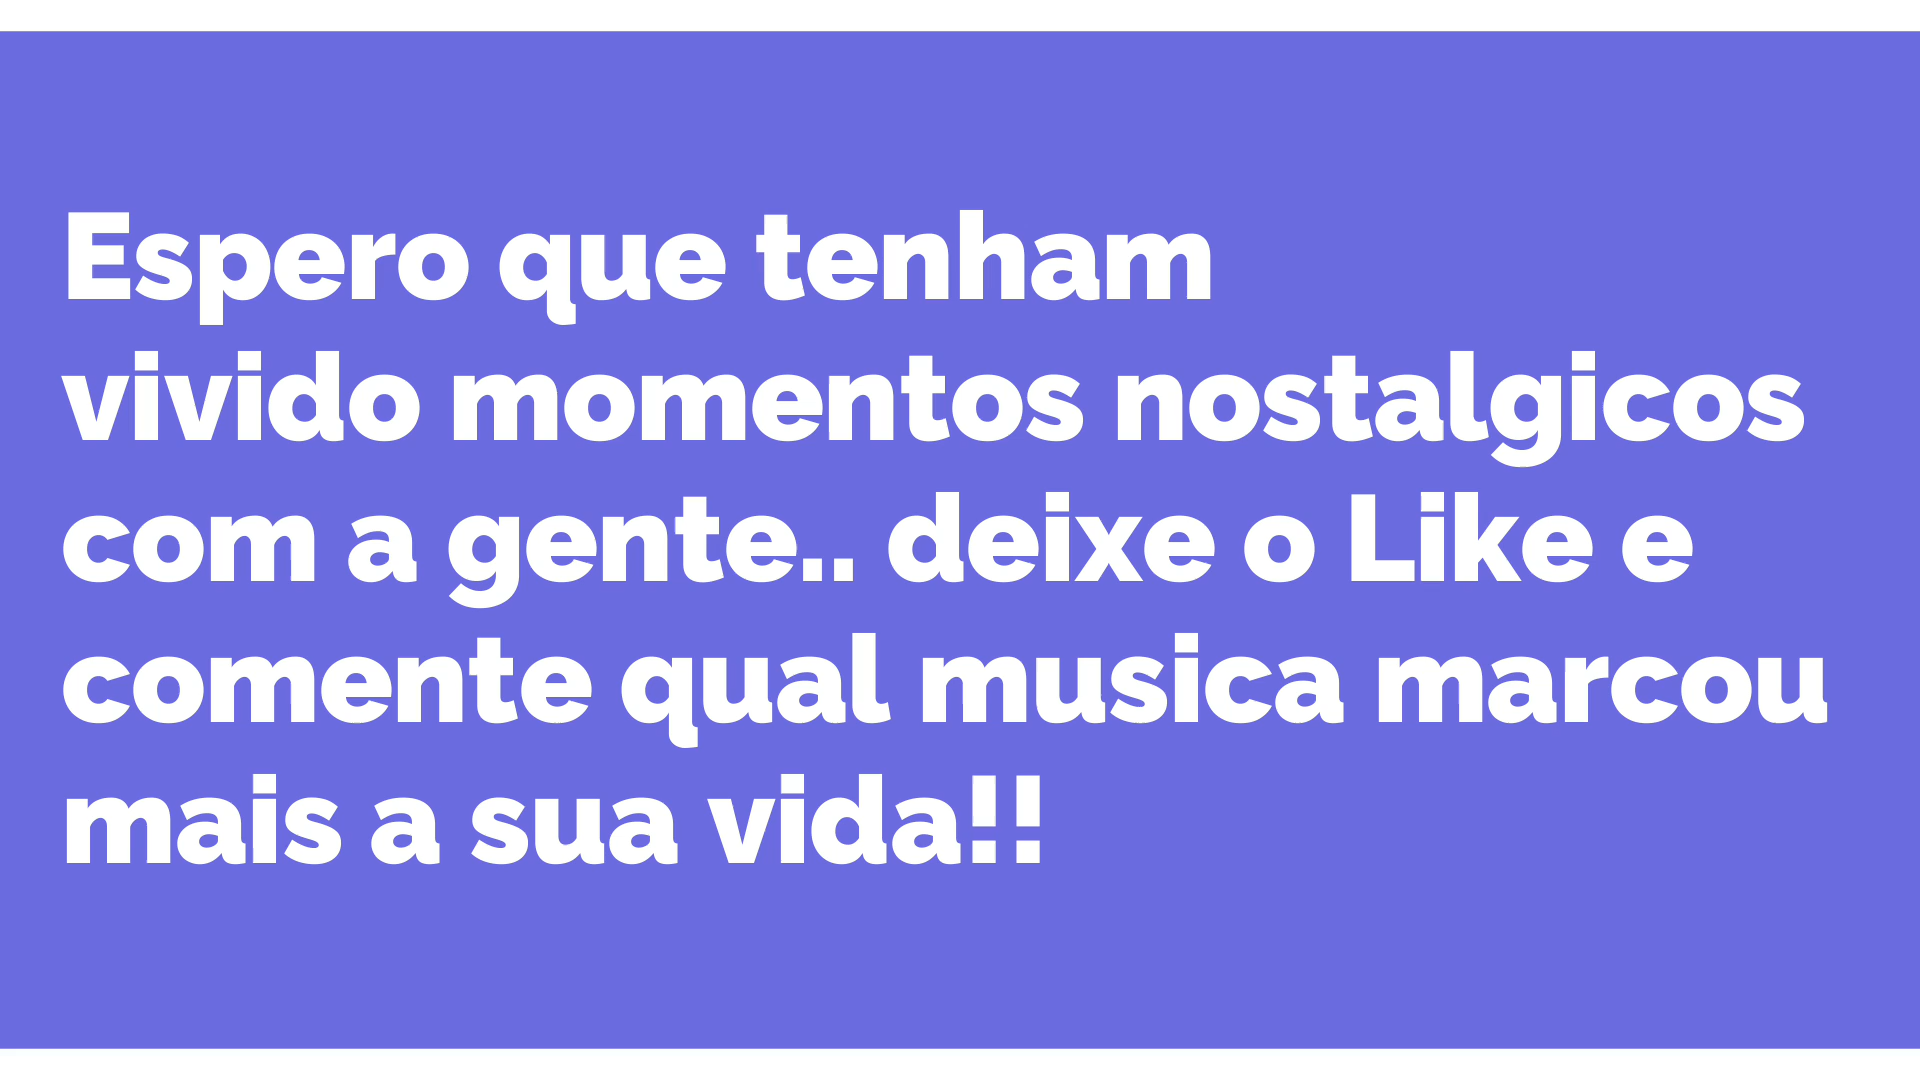 Espero que tenham
vivido momentos nostalgicos
com a gente.. deixe o Like e
comente qual musica marcou
mais a sua vida!!